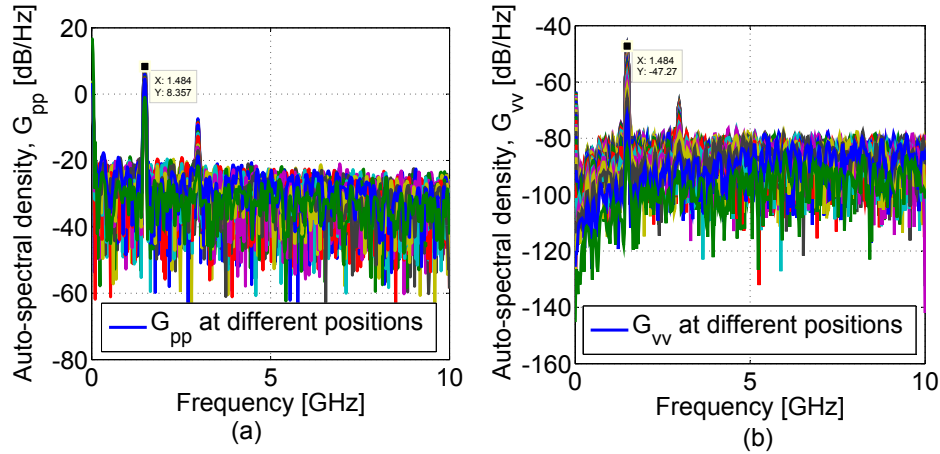 Auto-spectral density, G_pp [dB/Hz]
20
0
-20
-40
-60
-80
X: 1.484
Y: 8.357
G_pp at different positions
0
5
10
Frequency [GHz]
(a)
Auto-spectral density, G_vv [dB/Hz]
-40
-60
-80
-100
-120
-140
-160
X: 1.484
Y: -47.27
G_vv at different positions
0
5
10
Frequency [GHz]
(b)